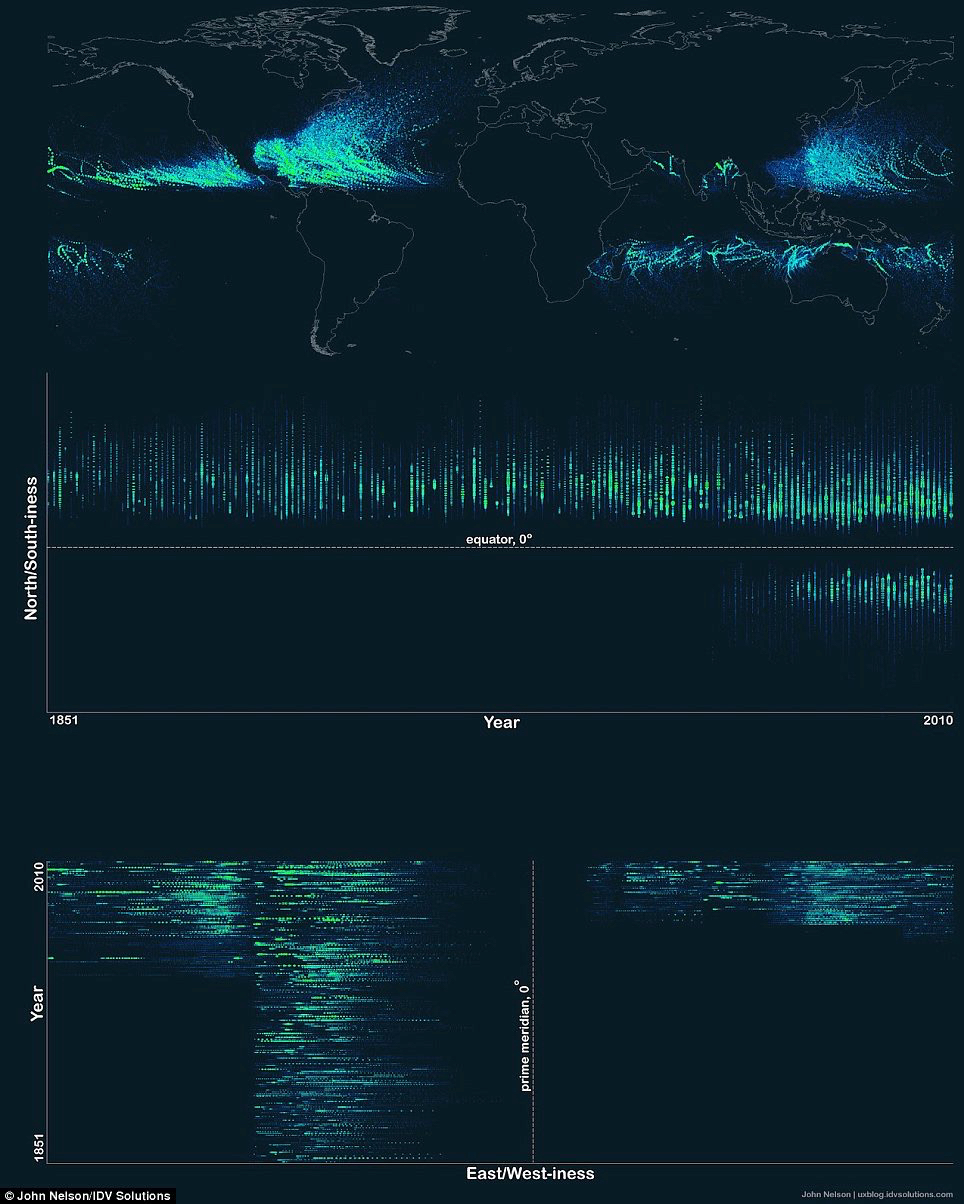 North/South-iness
equator, 0°
1851
Year
2010
2010
Year
1851
prime meridian, 0°
East/West-iness
© John Nelson/IDV Solutions
John Nelson | uxblog.idvsolutions.com